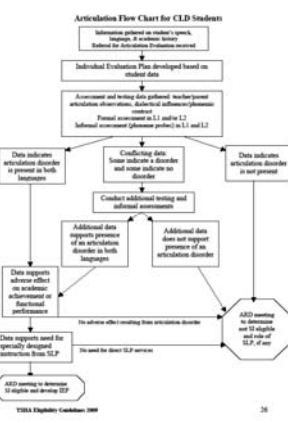 Articulation Flow Chart for CLD Students
Information gathered on student's speech,
language, & academic history
Referral for Articulation Evaluation received
Individual Evaluation Plan developed based on
student data
Assessment and testing data gathered: teacher/parent
articulation observations, dialectical influences/phonemic
contrast
Formal assessment in L1 and/or L2
Informal assessment (phoneme probes) in L1 and L2
Data indicates
articulation disorder
is present in both
languages
Conflicting data:
Some indicate a disorder
and some indicate no
disorder
Data indicates
articulation disorder
is not present
Conduct additional testing and
informal assessments
Additional data
supports presence
of an articulation
disorder in both
languages
Additional data
does not support
presence of an
articulation disorder
Data supports
adverse effect
on academic
achievement or
functional
performance
No adverse effect resulting from articulation disorder
ARD meeting
to determine
not SI eligible
and role of
SLP, if any
Data supports need for
specially designed
instruction from SLP
No need for direct SLP services
ARD meeting to determine
SI eligible and develop IEP
TSHA Eligibility Guidelines 2009
26